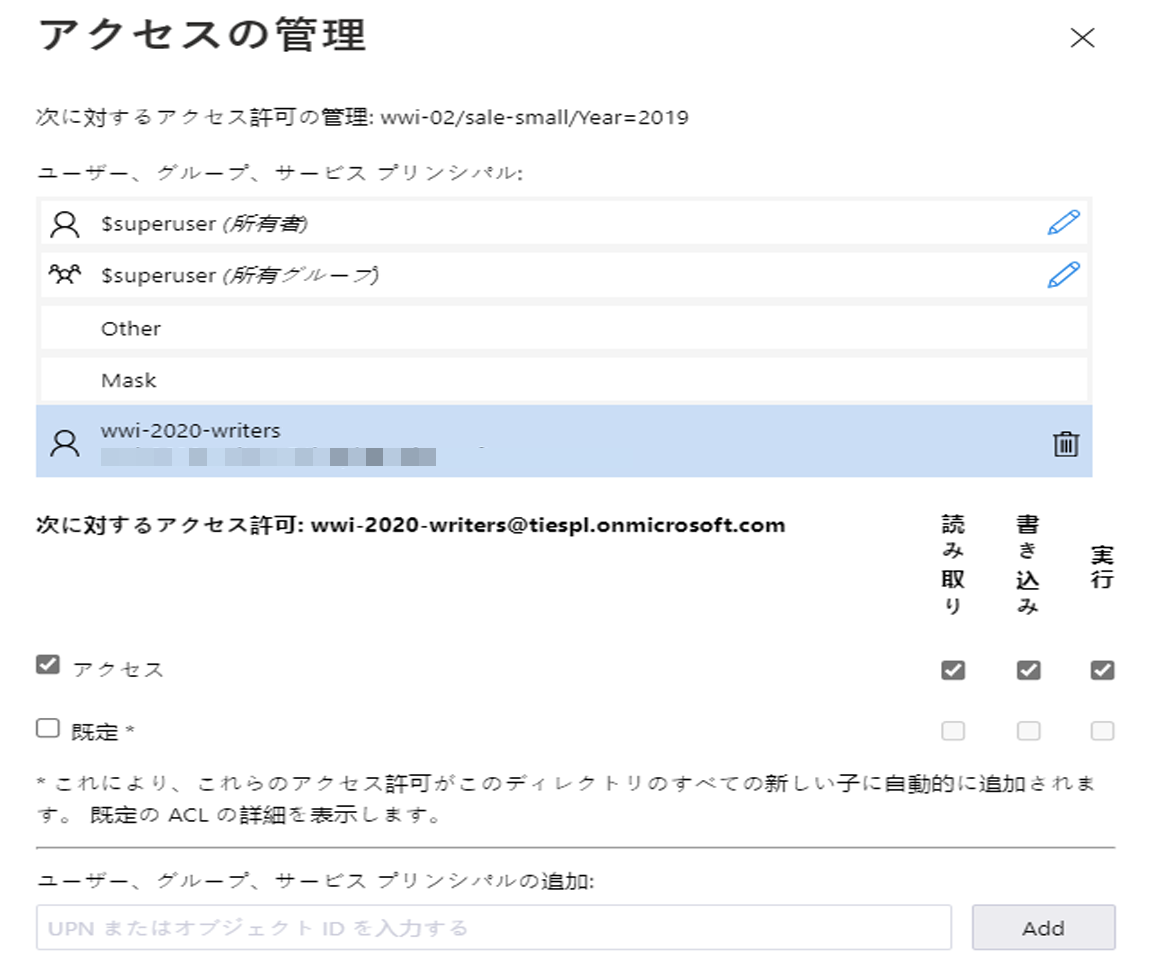 アクセスの管理
次に対するアクセス許可の管理: wwi-02/sale-small/Year=2019
ユーザー、グループ、サービス プリンシパル:
$superuser (所有者)
$superuser (所有グループ)
Other
Mask
wwi-2020-writers
次に対するアクセス許可: wwi-2020-writers@tiespl.onmicrosoft.com
読み取り
書き込み
実行
アクセス
既定 *
* これにより、これらのアクセス許可がこのディレクトリのすべての新しい子に自動的に追加されま
す。 既定の ACL の詳細を表示します。
ユーザー、グループ、サービス プリンシパルの追加:
UPN またはオブジェクト ID を入力する
Add